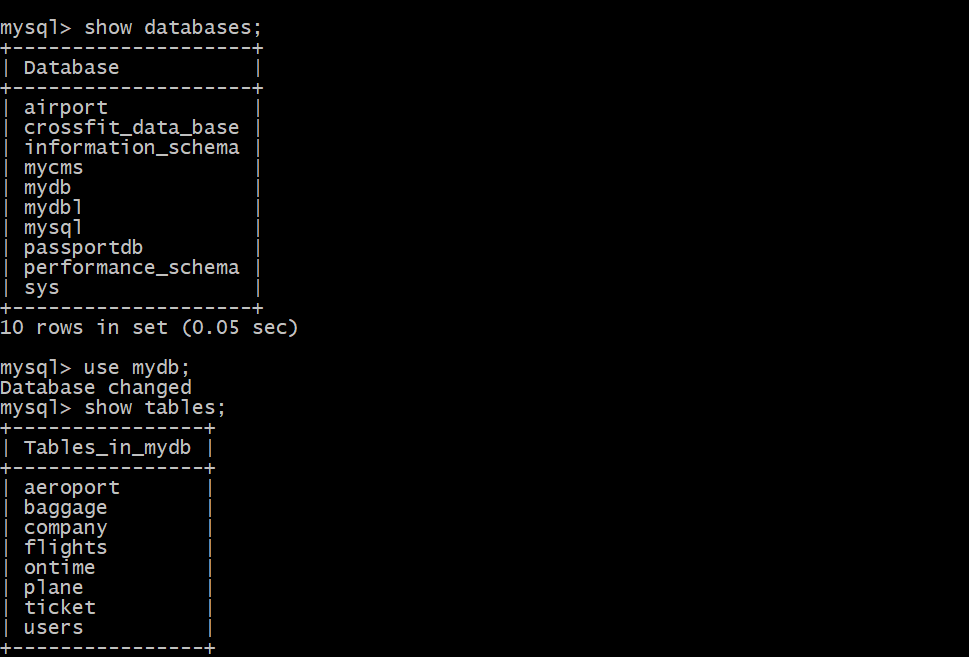 mysql> show databases;
+--------------------+
| Database           |
+--------------------+
| airport            |
| crossfit_data_base |
| information_schema |
| mycms              |
| mydb               |
| mydb1              |
| mysql              |
| passportdb         |
| performance_schema |
| sys                |
+--------------------+
10 rows in set (0.05 sec)
mysql> use mydb;
Database changed
mysql> show tables;
+----------------+
| Tables_in_mydb |
+----------------+
| aeroport       |
| baggage        |
| company        |
| flights        |
| ontime         |
| plane          |
| ticket         |
| users          |
+----------------+